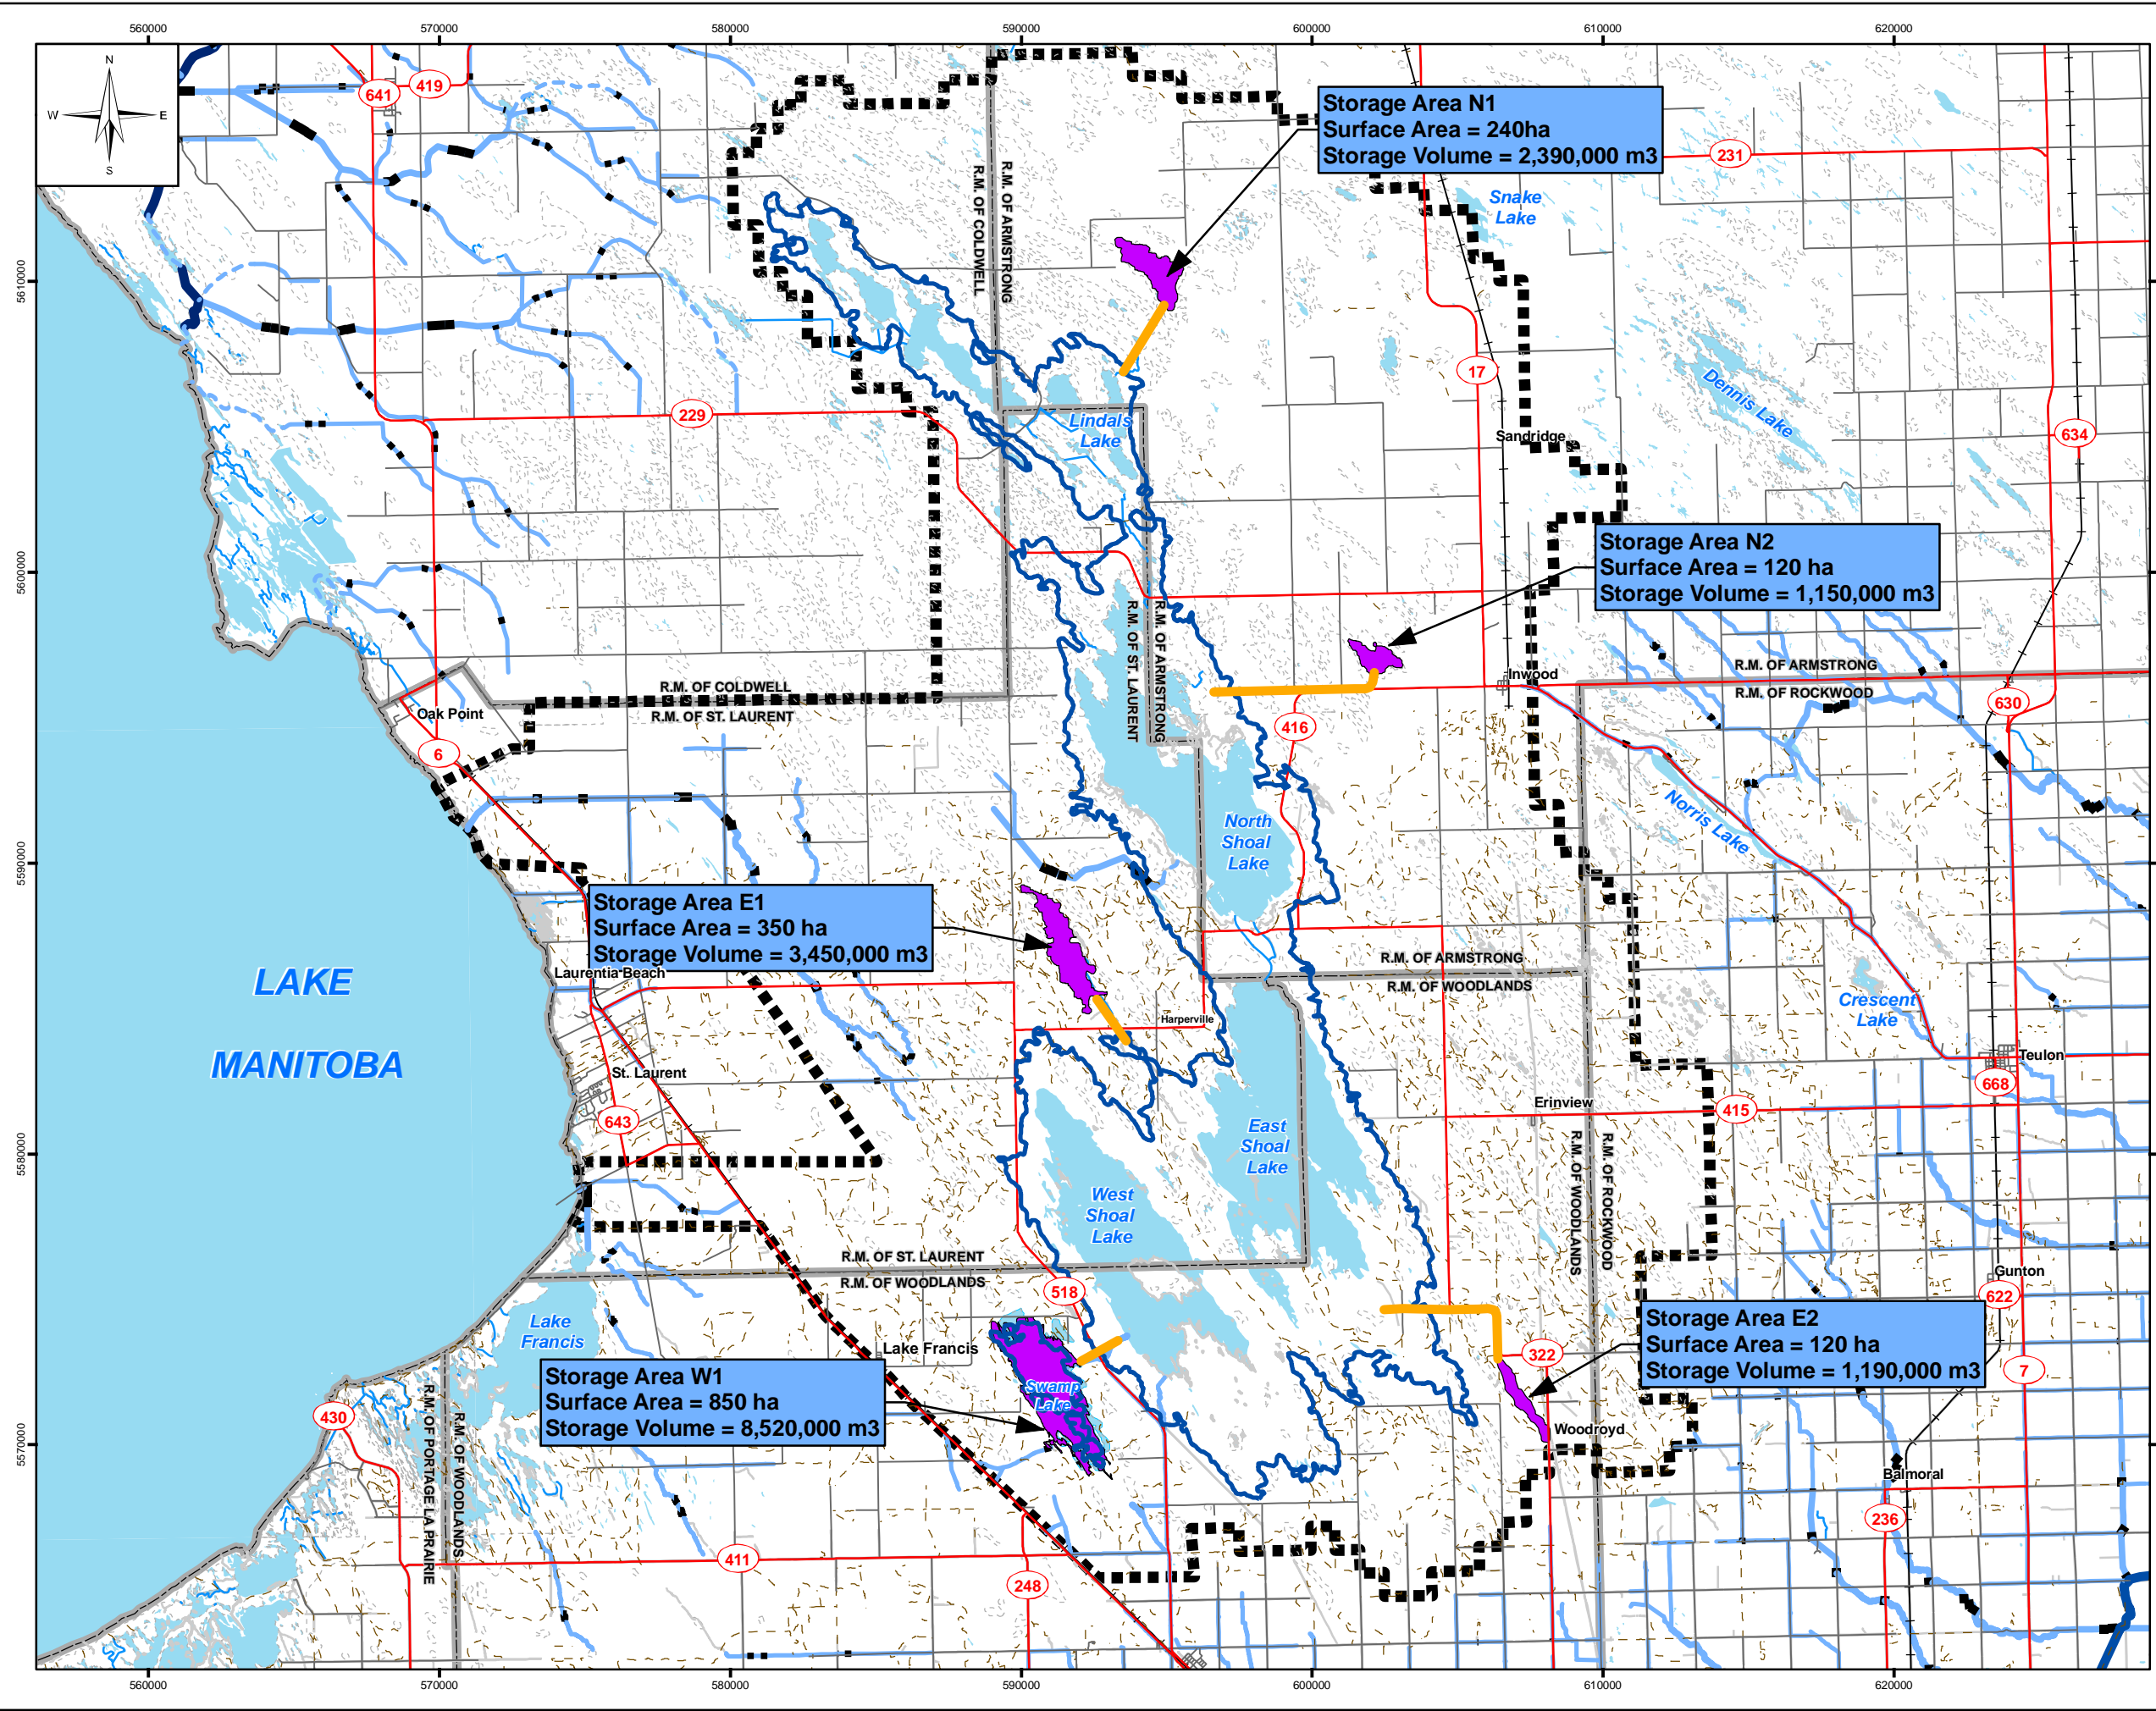 560000
570000
580000
590000
600000
610000
620000
N
W
E
S
641
419
Storage Area N1
Surface Area = 240ha
Storage Volume = 2,390,000 m3
231
R.M. OF COLDWELL
R.M. OF ARMSTRONG
Snake
Lake
5610000
17
Dennis Lake
229
Lindals
Lake
Sandridge
634
Storage Area N2
Surface Area = 120 ha
Storage Volume = 1,150,000 m3
5600000
R.M. OF ST. LAURENT
R.M. OF ARMSTRONG
R.M. OF COLDWELL
R.M. OF ST. LAURENT
Inwood
R.M. OF ARMSTRONG
R.M. OF ROCKWOOD
Oak Point
6
416
630
North
Shoal
Lake
Norris Lake
5590000
Storage Area E1
Surface Area = 350 ha
Storage Volume = 3,450,000 m3
Laurentia Beach
R.M. OF ARMSTRONG
R.M. OF WOODLANDS
LAKE
MANITOBA
Harperville
Crescent
Lake
Teulon
668
St. Laurent
643
Erinview
415
East
Shoal
Lake
5580000
R.M. OF WOODLANDS
R.M. OF ROCKWOOD
West
Shoal
Lake
R.M. OF ST. LAURENT
R.M. OF WOODLANDS
518
Gunton
622
Lake
Francis
Lake Francis
Storage Area E2
Surface Area = 120 ha
Storage Volume = 1,190,000 m3
322
7
Storage Area W1
Surface Area = 850 ha
Storage Volume = 8,520,000 m3
Swamp
Lake
430
R.M. OF PORTAGE LA PRAIRIE
R.M. OF WOODLANDS
5570000
Woodroyd
Balmoral
236
411
248
560000
570000
580000
590000
600000
610000
620000